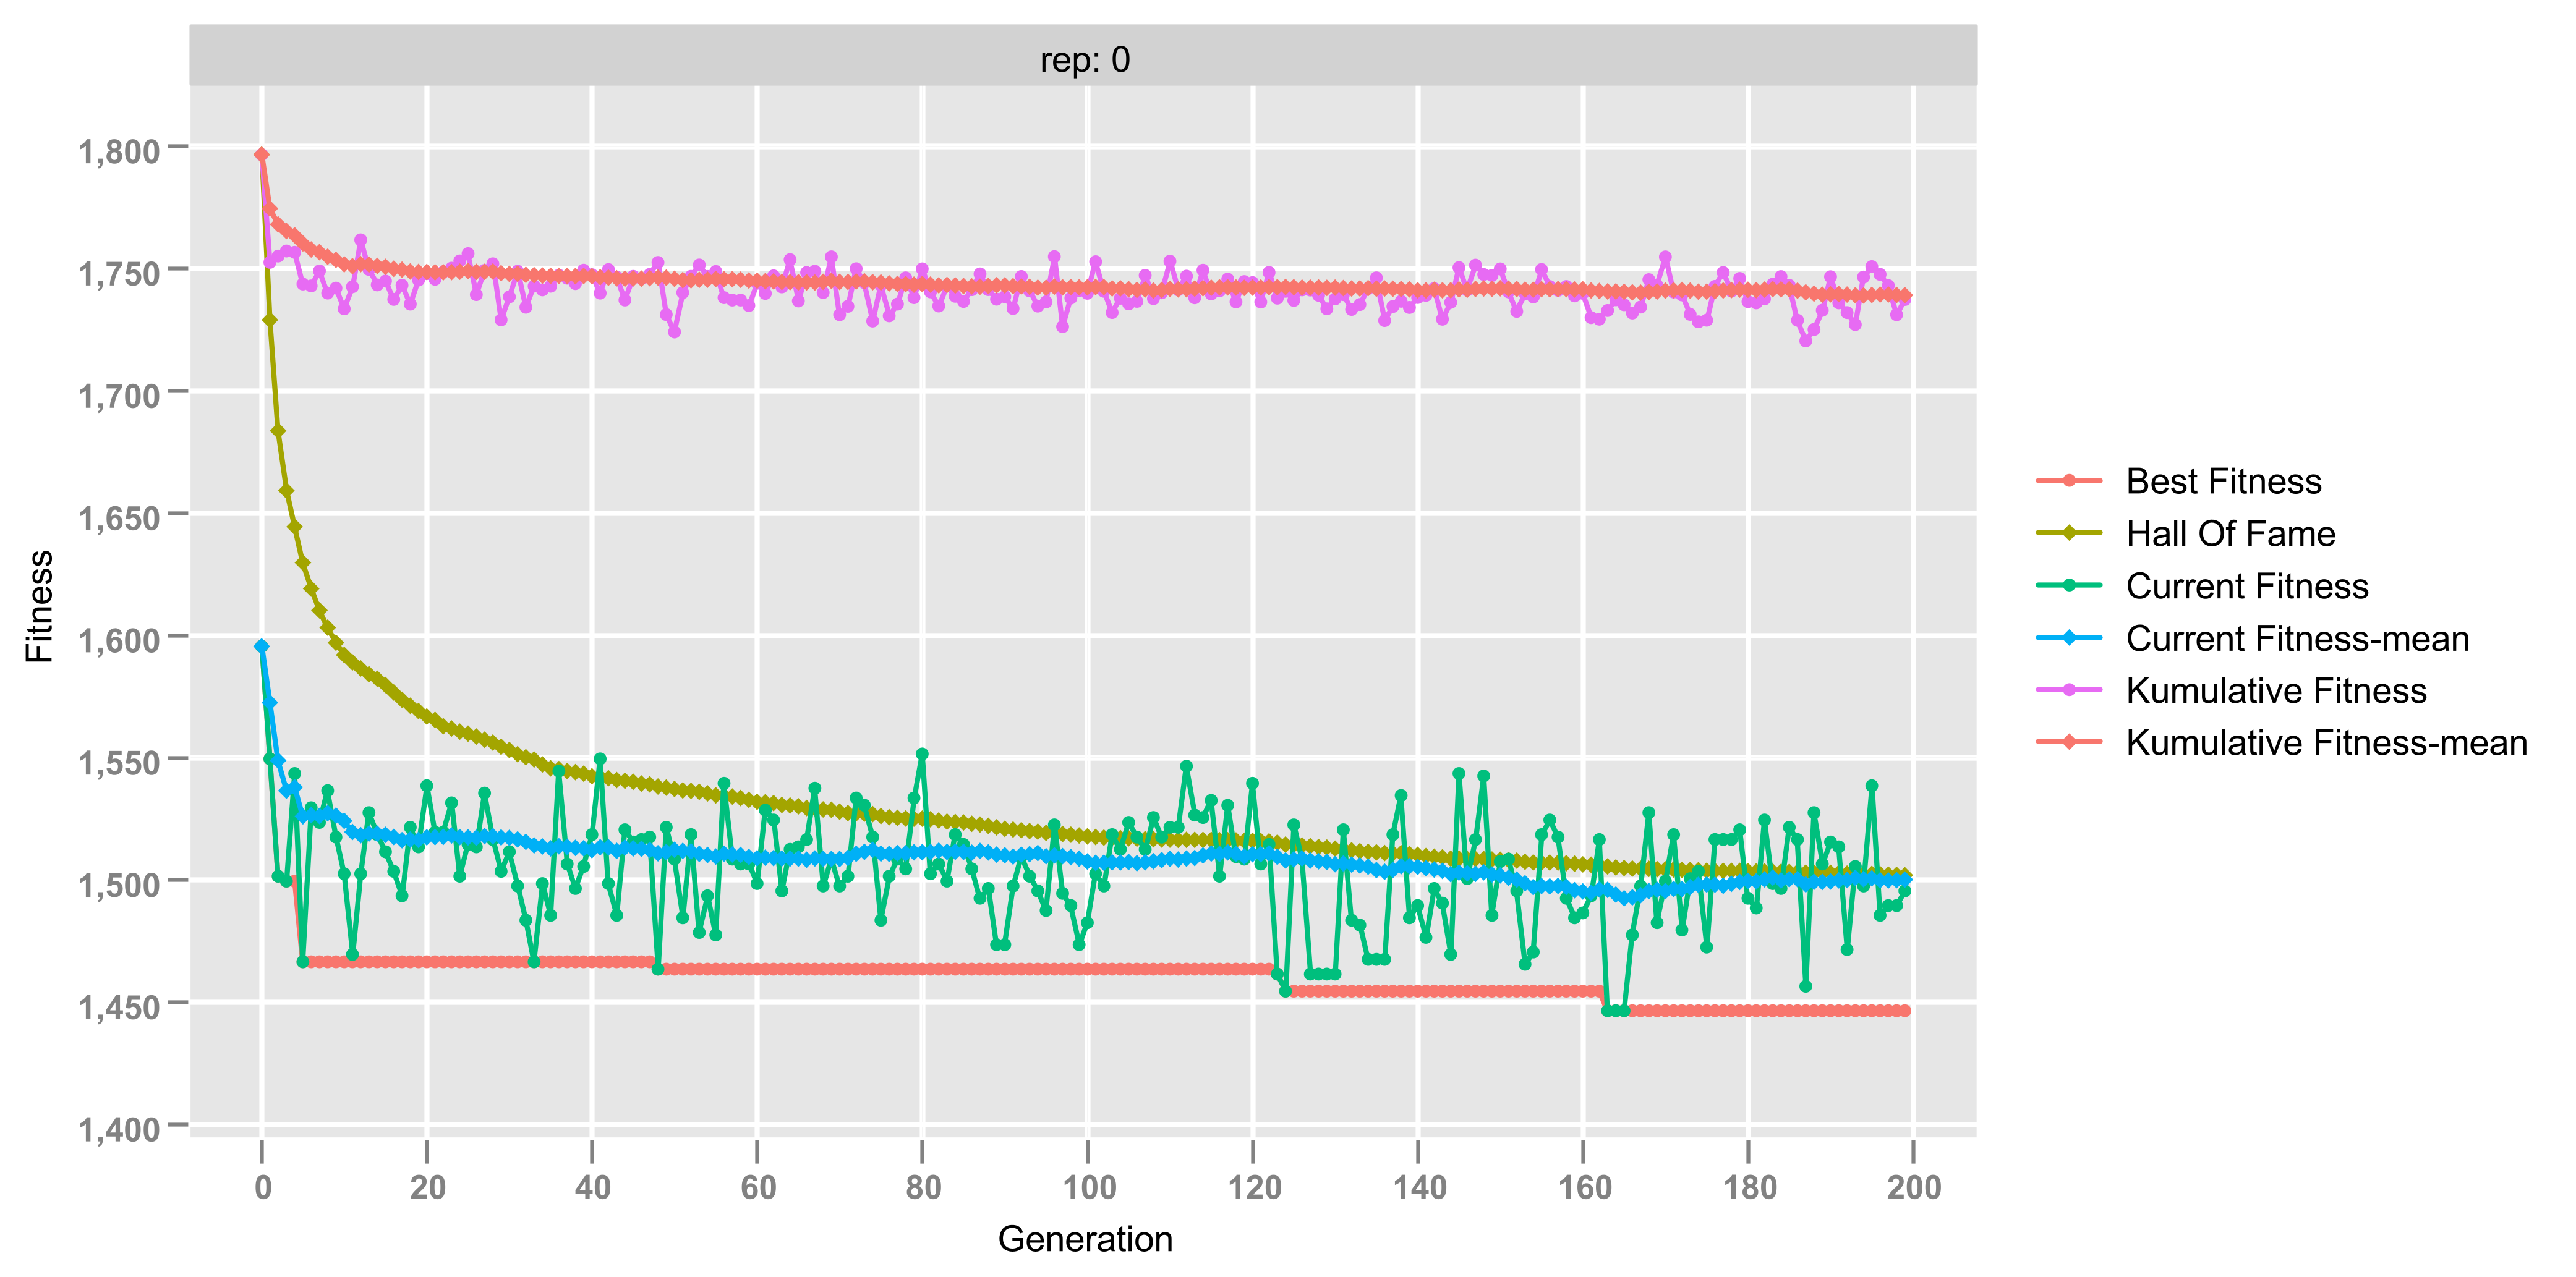 rep: 0
1,800
1,750
1,700
1,650
1,600
1,550
1,500
1,450
1,400
Fitness
0 20 40 60 80 100 120 140 160 180 200
Generation
Best Fitness
Hall Of Fame
Current Fitness
Current Fitness-mean
Kumulative Fitness
Kumulative Fitness-mean